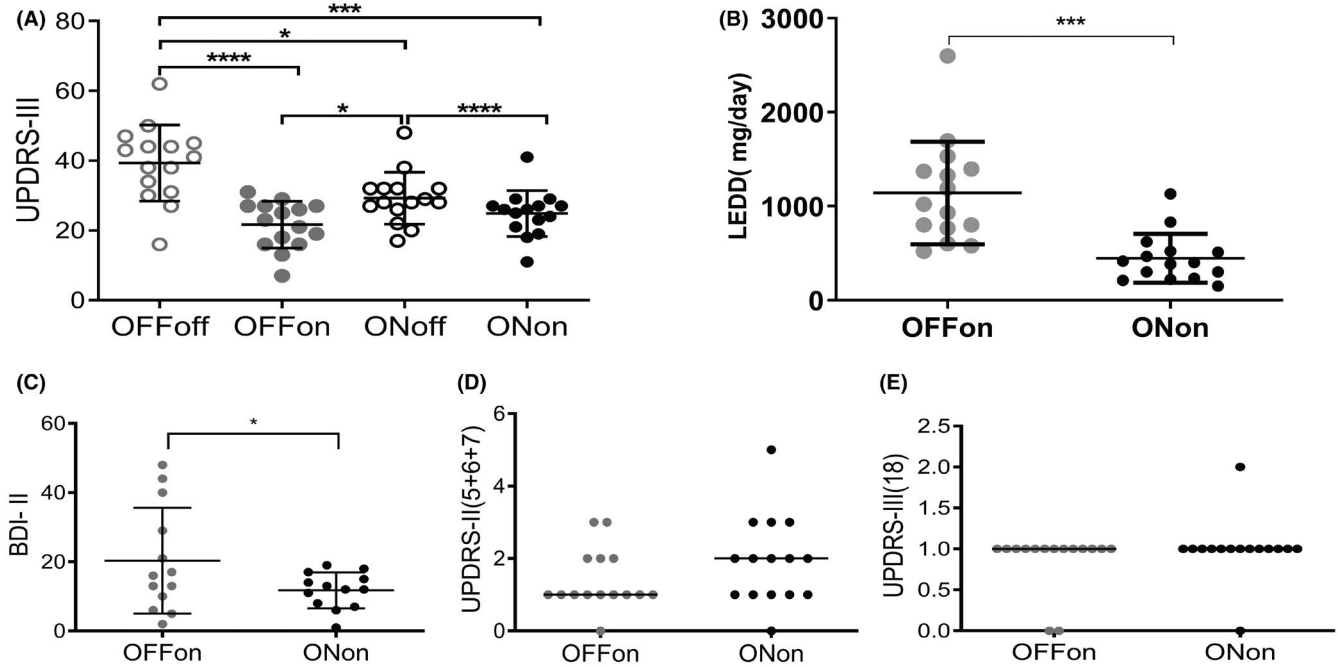 (A)
UPDRS-III
80
60
40
20
0
***
*
****
*
****
OFFoff OFFon ONoff ONon
(B)
LEDD( mg/day)
3000
2000
1000
0
***
OFFon ONon
(C)
BDI- II
60
40
20
0
*
OFFon ONon
(D)
UPDRS-II(5+6+7)
6
4
2
0
OFFon ONon
(E)
UPDRS-III(18)
2.5
2.0
1.5
1.0
0.5
0.0
OFFon ONon